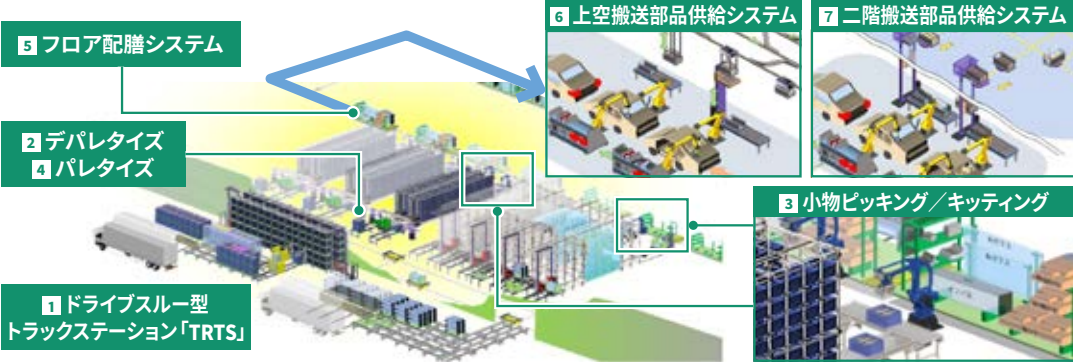 5 フロア配膳システム
6 上空搬送部品供給システム
7 二階搬送部品供給システム
2 デパレタイズ
4 パレタイズ
3 小物ピッキング／キッティング
1 ドライブスルー型
トラックステーション「TRTS」